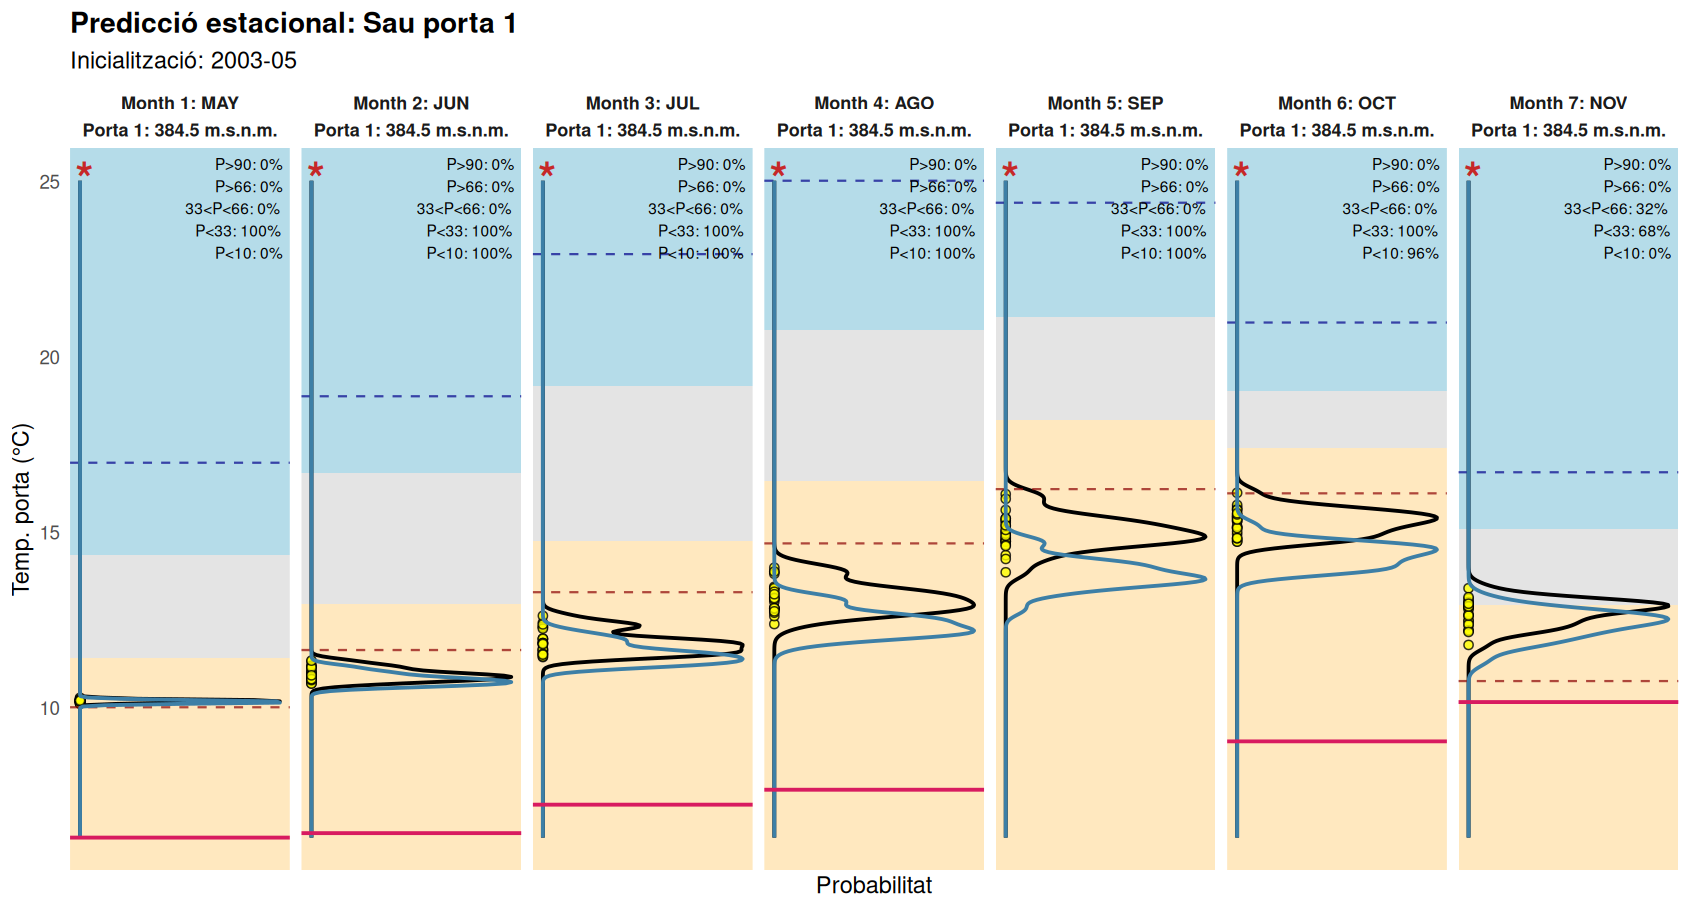 Predicció estacional: Sau porta 1
Inicialització: 2003-05
Month 1: MAY
Porta 1: 384.5 m.s.n.m.
Month 2: JUN
Porta 1: 384.5 m.s.n.m.
Month 3: JUL
Porta 1: 384.5 m.s.n.m.
Month 4: AGO
Porta 1: 384.5 m.s.n.m.
Month 5: SEP
Porta 1: 384.5 m.s.n.m.
Month 6: OCT
Porta 1: 384.5 m.s.n.m.
Month 7: NOV
Porta 1: 384.5 m.s.n.m.
*
P>90: 0%
P>66: 0%
33<P<66: 0%
P<33: 100%
P<10: 0%
*
P>90: 0%
P>66: 0%
33<P<66: 0%
P<33: 100%
P<10: 100%
*
P>90: 0%
P>66: 0%
33<P<66: 0%
P<33: 100%
P<10: 100%
*
P>90: 0%
P>66: 0%
33<P<66: 0%
P<33: 100%
P<10: 100%
*
P>90: 0%
P>66: 0%
33<P<66: 0%
P<33: 100%
P<10: 100%
*
P>90: 0%
P>66: 0%
33<P<66: 0%
P<33: 100%
P<10: 96%
*
P>90: 0%
P>66: 0%
33<P<66: 32%
P<33: 68%
P<10: 0%
25
20
15
10
Temp. porta (°C)
Probabilitat